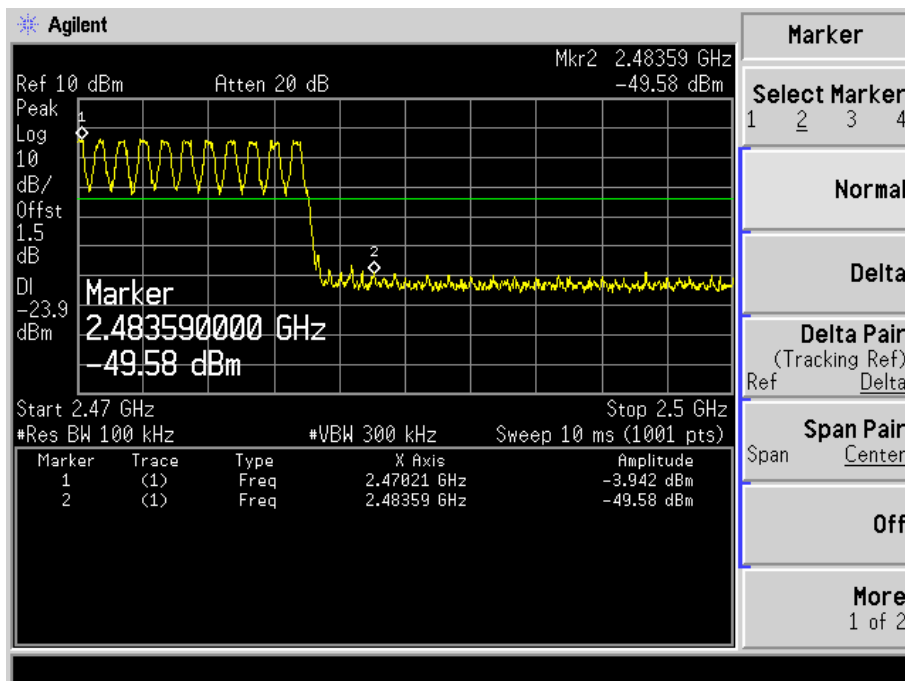 Agilent
Marker
Mkr2 2.48359 GHz
Ref 10 dBm Atten 20 dB -49.58 dBm
Peak
Log
10
dB/
Offst
1.5
dB
DI
-23.9
dBm
1
2
Marker
2.483590000 GHz
-49.58 dBm
Start 2.47 GHz Stop 2.5 GHz
#Res BW 100 kHz #VBW 300 kHz Sweep 10 ms (1001 pts)
Marker Trace Type X Axis Amplitude
1 (1) Freq 2.47021 GHz -3.942 dBm
2 (1) Freq 2.48359 GHz -49.58 dBm
Select Marker
1 2 3 4
Normal
Delta
Delta Pair
(Tracking Ref)
Ref Delta
Span Pair
Span Center
Off
More
1 of 2